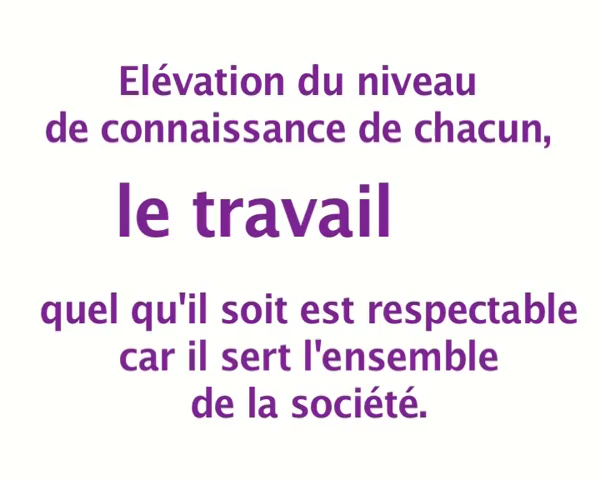 Elévation du niveau
de connaissance de chacun,
le travail
quel qu'il soit est respectable
car il sert l'ensemble
de la société.